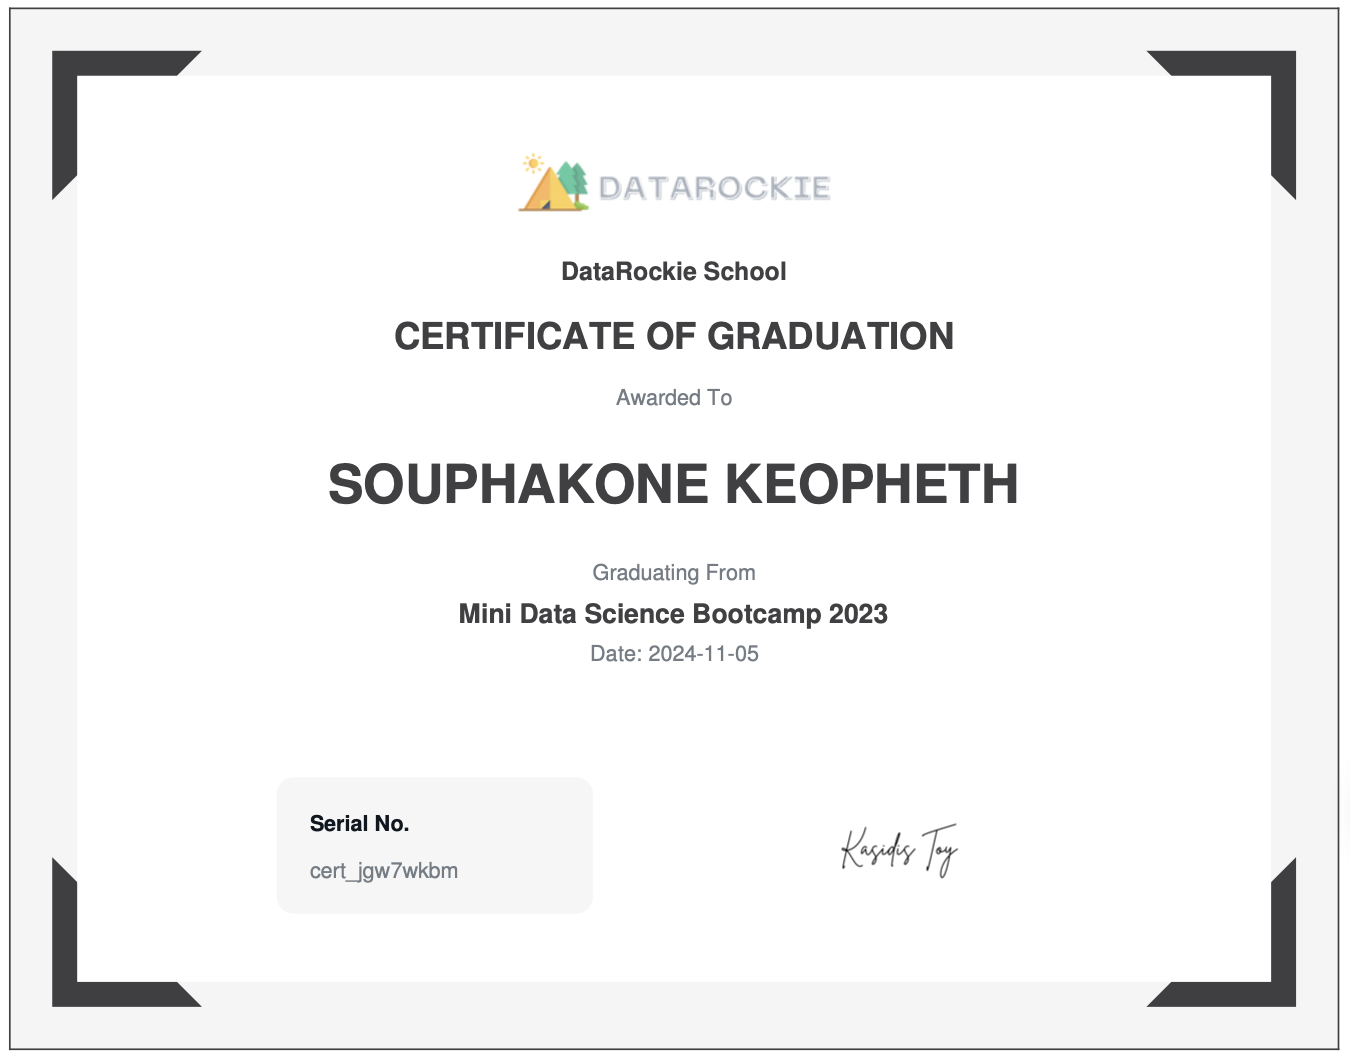 DATAROCKIE
DataRockie School
CERTIFICATE OF GRADUATION
Awarded To
SOUPHAKONE KEOPHETH
Graduating From
Mini Data Science Bootcamp 2023
Date: 2024-11-05
Serial No.
cert_jgw7wkbm
Kasidis Toy